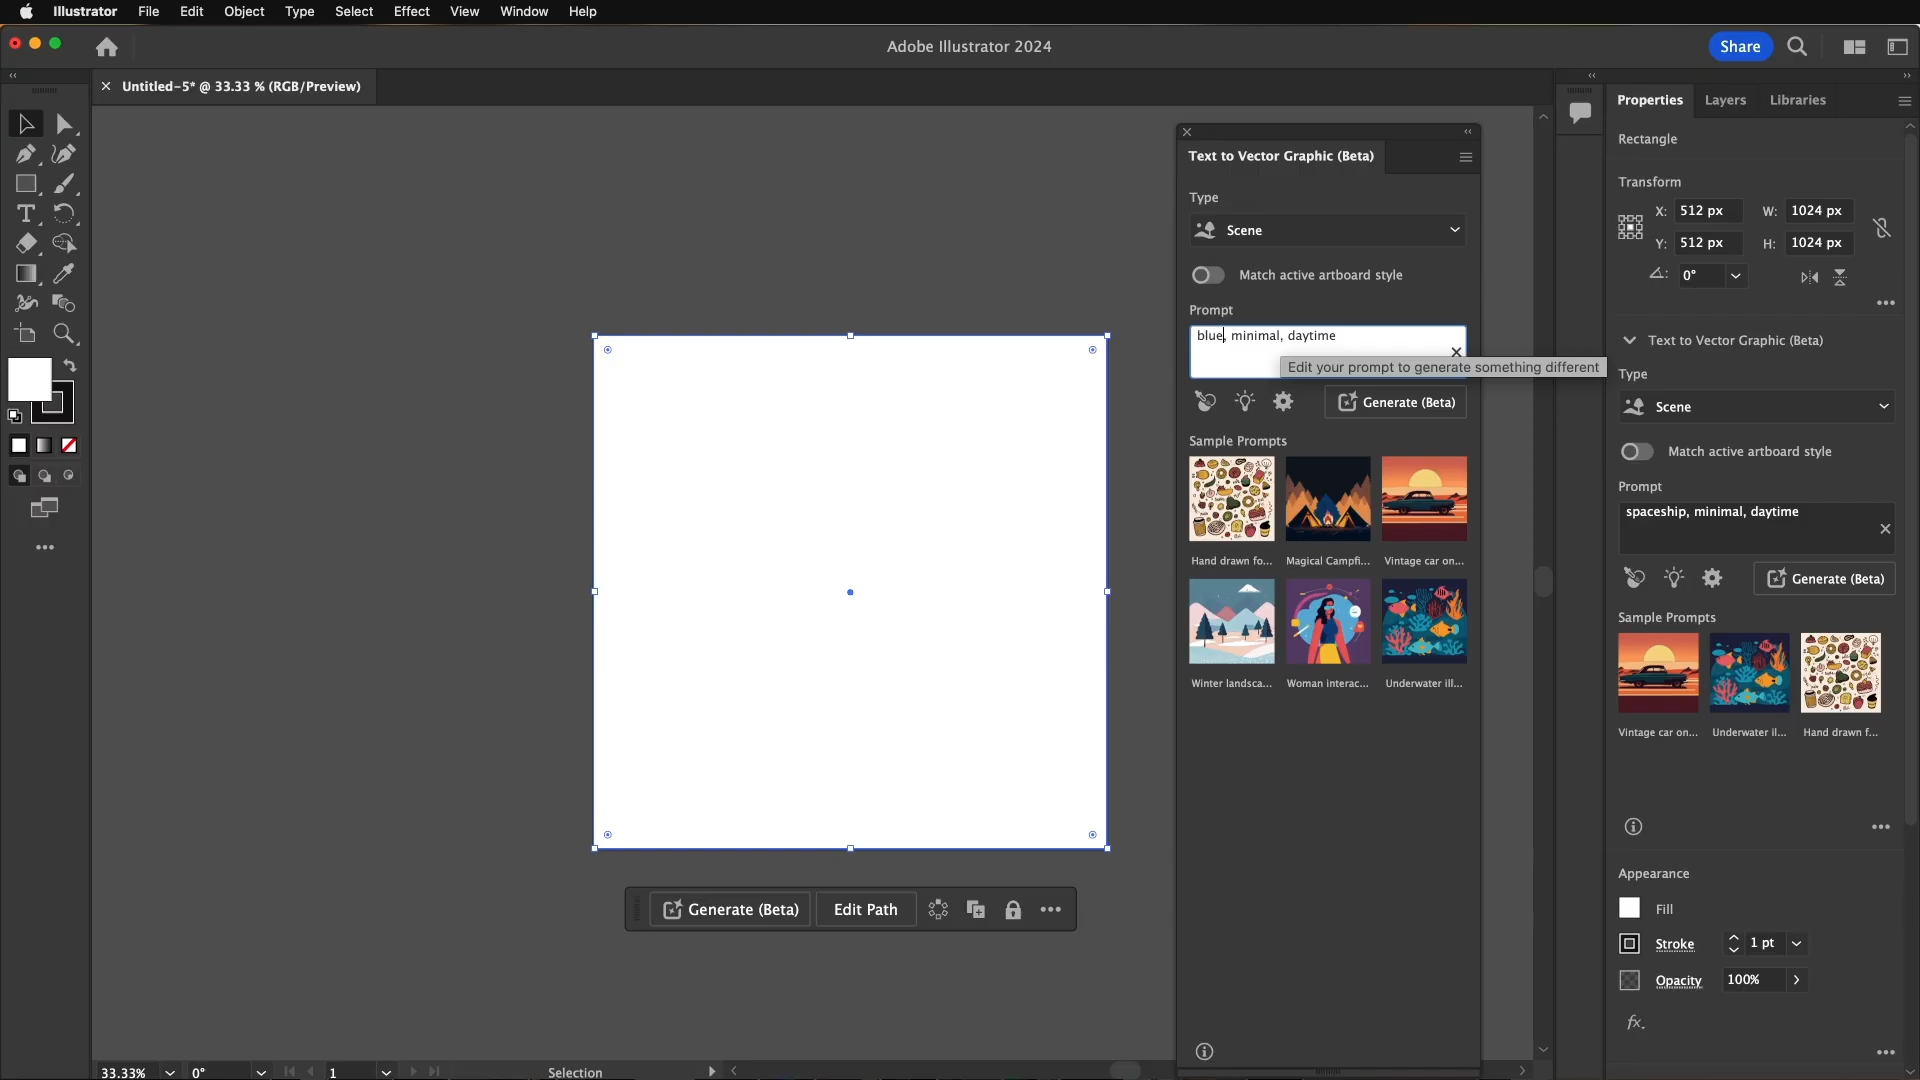 Illustrator File Edit Object Type Select Effect View Window Help
Adobe Illustrator 2024
Share
Untitled-5* @ 33.33 % (RGB/Preview)
Text to Vector Graphic (Beta)
Type
Scene
Match active artboard style
Prompt
blue, minimal, daytime
Edit your prompt to generate something different
Generate (Beta)
Sample Prompts
Hand drawn fo... Magical Campfi... Vintage car on...
Winter landsca... Woman interac... Underwater ill...
Generate (Beta) Edit Path
33.33% 0° 1 Selection
Properties Layers Libraries
Rectangle
Transform
X: 512 px W: 1024 px
Y: 512 px H: 1024 px
0°
Text to Vector Graphic (Beta)
Type
Scene
Match active artboard style
Prompt
spaceship, minimal, daytime
Generate (Beta)
Sample Prompts
Vintage car on... Underwater il... Hand drawn f...
Appearance
Fill
Stroke 1 pt
Opacity 100%
fx.